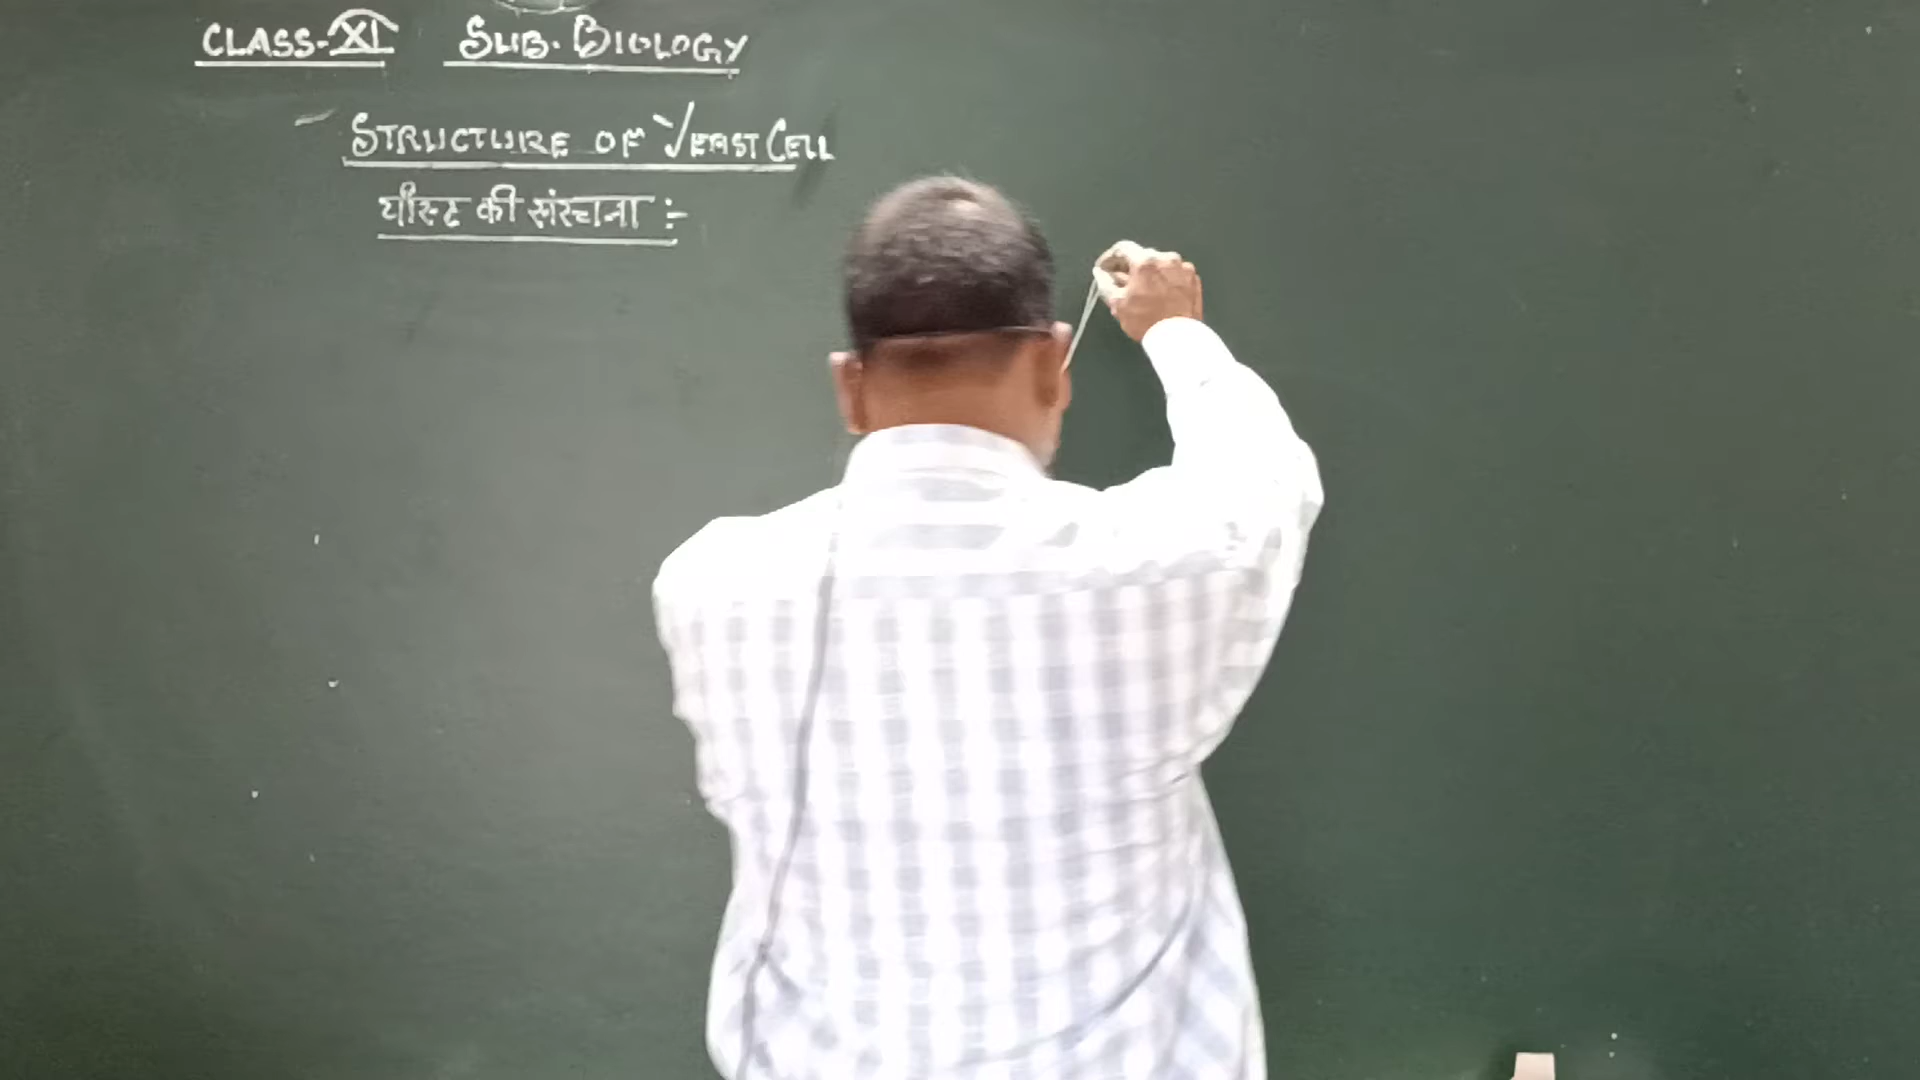 CLASS-XI SUB. BIOLOGY
STRUCTURE OF YEAST CELL
यीस्ट की संरचना :-